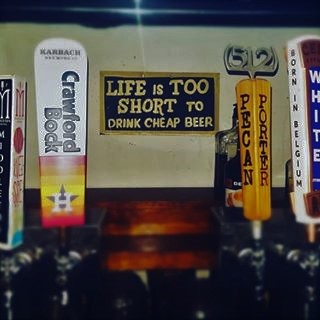 KARBACH
BREWING CO.
Crawford
Bock
LIFE IS TOO
SHORT TO
DRINK CHEAP BEER
512
PECAN
PORTER
BORN IN BELGIUM
WHITE